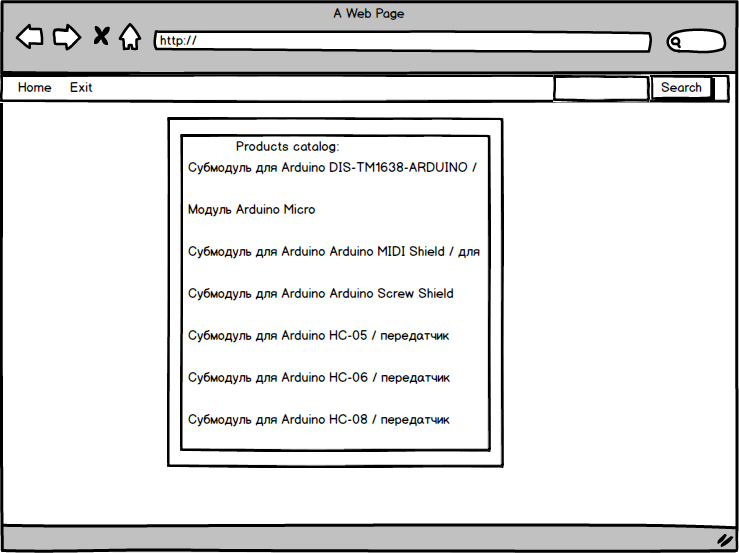 A Web Page
http://
Home Exit Search
Products catalog:
Субмодуль для Arduino DIS-TM1638-ARDUINO /
Модуль Arduino Micro
Субмодуль для Arduino Arduino MIDI Shield / для
Субмодуль для Arduino Arduino Screw Shield
Субмодуль для Arduino HC-05 / передатчик
Субмодуль для Arduino HC-06 / передатчик
Субмодуль для Arduino HC-08 / передатчик